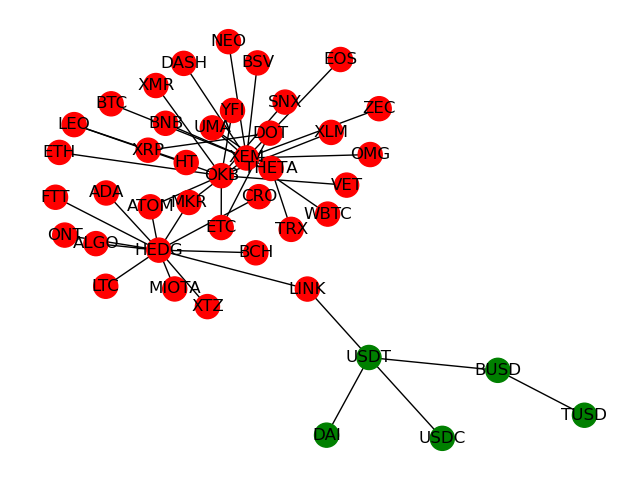 NEO
EOS
DASH
BSV
XMR
SNX
BTC
YFI
ZEC
LEO
BNB
UMA
DOT
XLM
ETH
XRP
HT
XEM
OMG
THETA
OKB
VET
FTT
ADA
ATOM
MKR
CRO
WBTC
ONT
ALGO
HEDG
ETC
TRX
BCH
LTC
MIOTA
XTZ
LINK
USDT
BUSD
TUSD
DAI
USDC